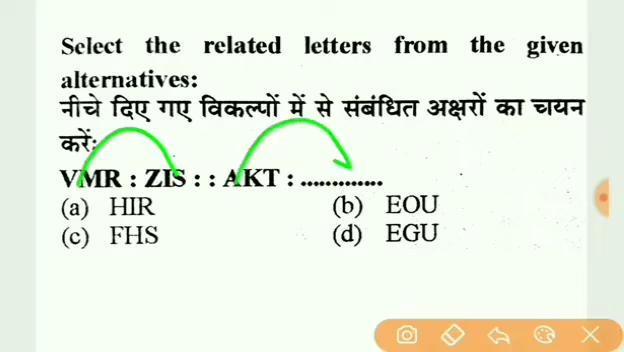 Select the related letters from the given
alternatives:
नीचे दिए गए विकल्पों में से संबंधित अक्षरों का चयन
करें:
VMR : ZIS : : AKT : .............
(a) HIR (b) EOU
(c) FHS (d) EGU